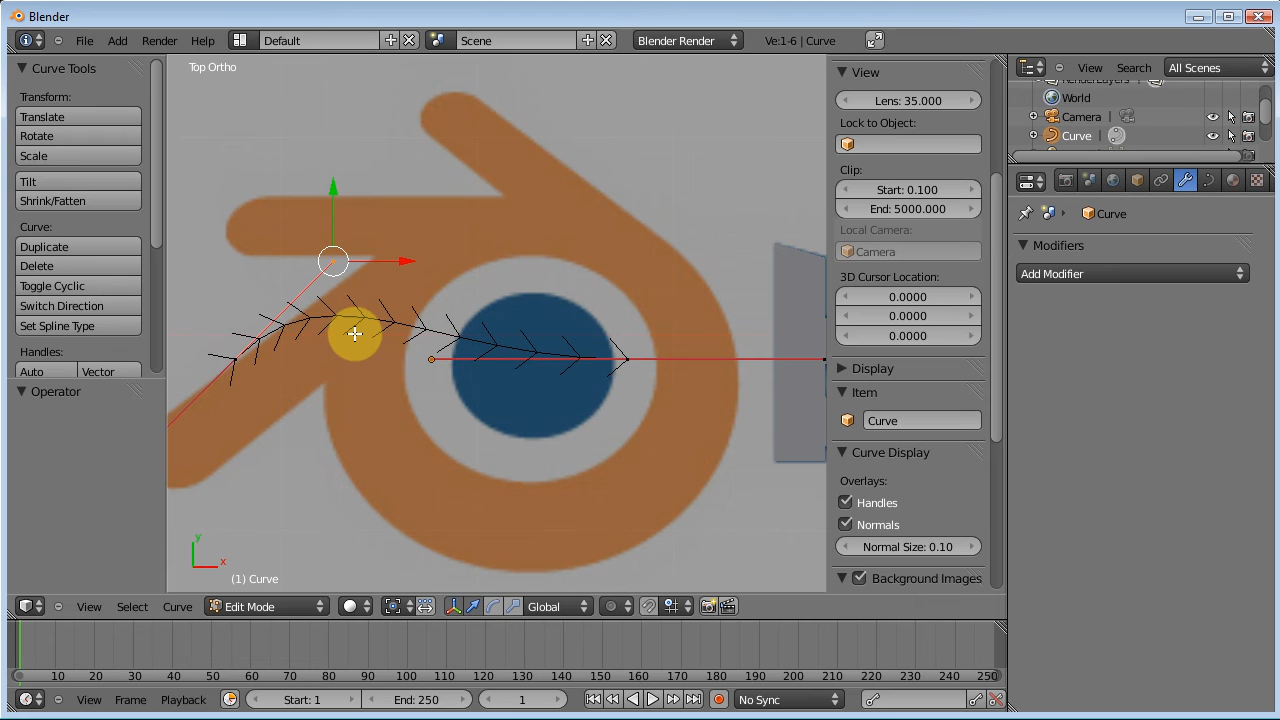 Blender
File Add Render Help Default Scene Blender Render Ve:1-6 | Curve
Curve Tools
Transform:
Translate
Rotate
Scale
Tilt
Shrink/Fatten
Curve:
Duplicate
Delete
Toggle Cyclic
Switch Direction
Set Spline Type
Handles:
Auto Vector
Operator
Top Ortho
y
x
(1) Curve
View
Lens: 35.000
Lock to Object:
Clip:
Start: 0.100
End: 5000.000
Local Camera:
Camera
3D Cursor Location:
0.0000
0.0000
0.0000
Display
Item
Curve
Curve Display
Overlays:
Handles
Normals
Normal Size: 0.10
Background Images
View Search All Scenes
RenderLayers
World
Camera
Curve
Curve
Modifiers
Add Modifier
View Select Curve Edit Mode Global
10 20 30 40 50 60 70 80 90 100 110 120 130 140 150 160 170 180 190 200 210 220 230 240 250
View Frame Playback Start: 1 End: 250 1 No Sync